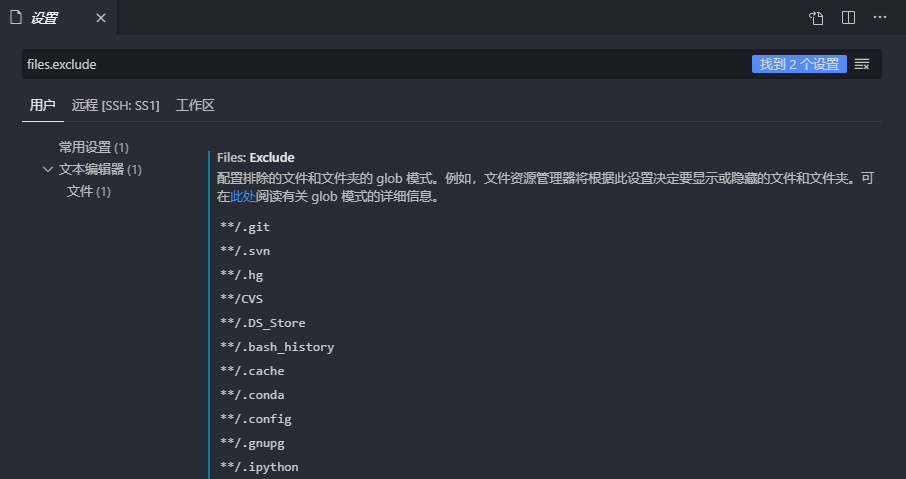 设置
files.exclude
找到 2 个设置
用户 远程 [SSH: SS1] 工作区
常用设置 (1)
文本编辑器 (1)
文件 (1)
Files: Exclude
配置排除的文件和文件夹的 glob 模式。例如，文件资源管理器将根据此设置决定要显示或隐藏的文件和文件夹。可
在此处阅读有关 glob 模式的详细信息。
**/.git
**/.svn
**/.hg
**/CVS
**/.DS_Store
**/.bash_history
**/.cache
**/.conda
**/.config
**/.gnupg
**/.ipython